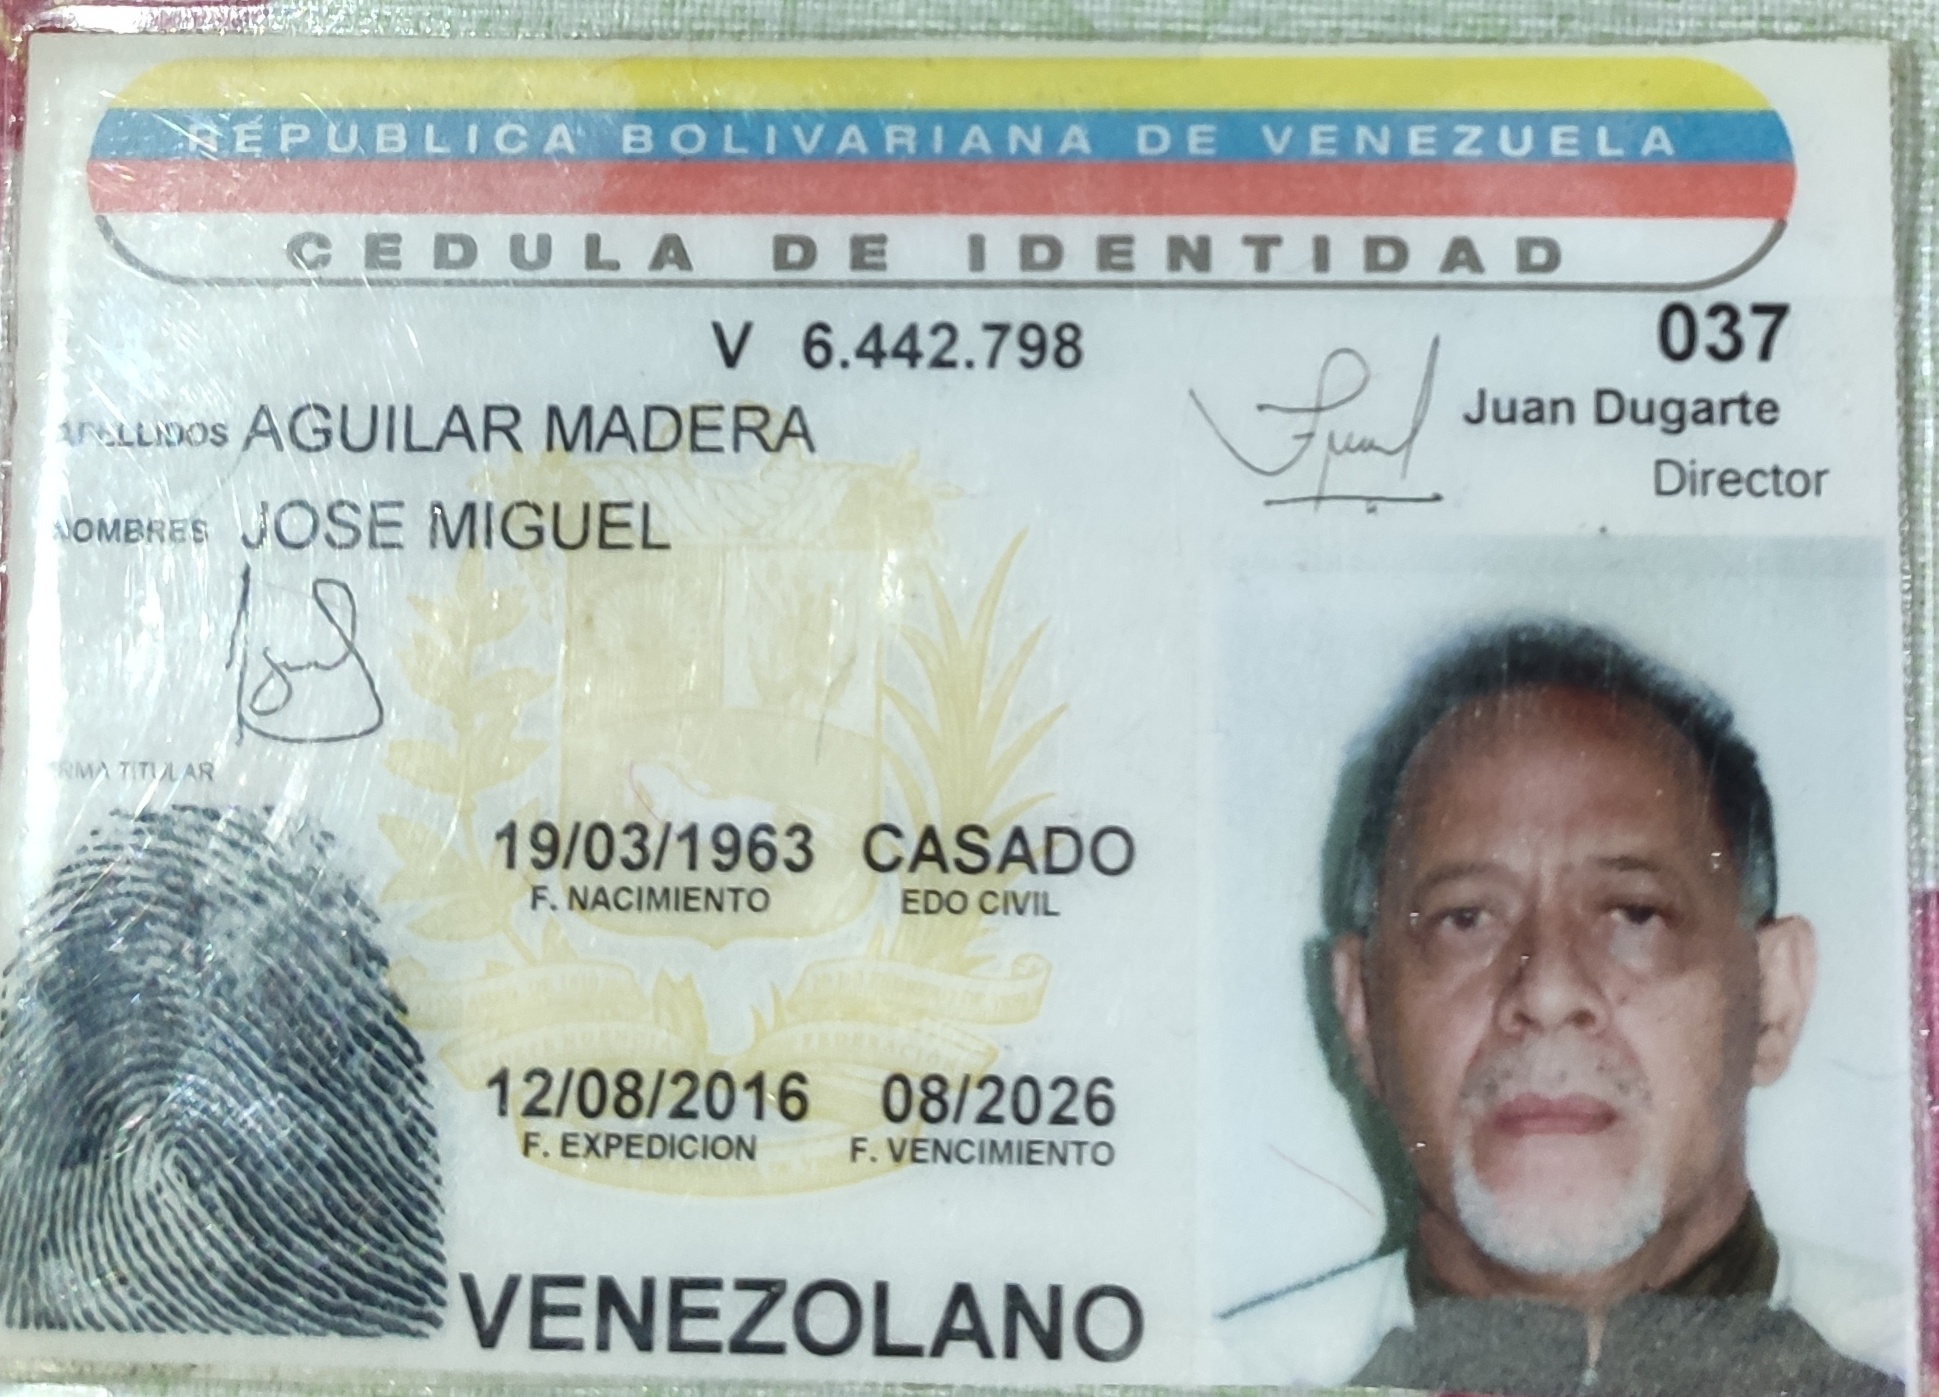 REPUBLICA BOLIVARIANA DE VENEZUELA
CEDULA DE IDENTIDAD
V 6.442.798
037
Juan Dugarte
Director
APELLIDOS AGUILAR MADERA
NOMBRES JOSE MIGUEL
FIRMA TITULAR
19/03/1963 CASADO
F. NACIMIENTO EDO CIVIL
12/08/2016 08/2026
F. EXPEDICION F. VENCIMIENTO
VENEZOLANO